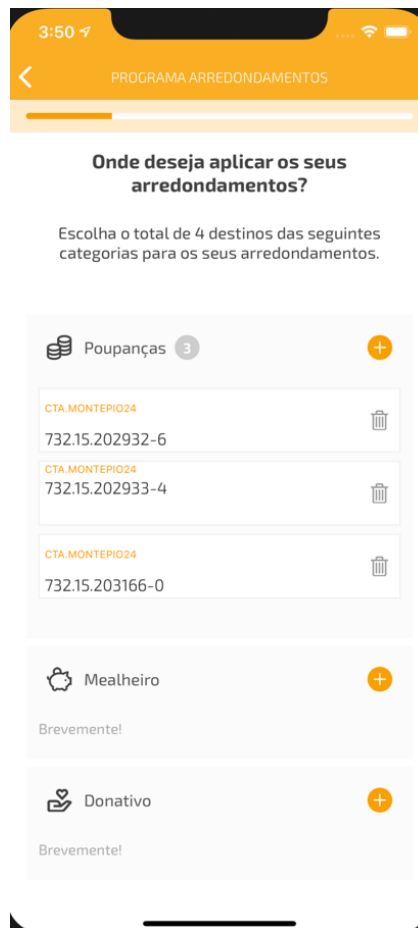 3:50
PROGRAMA ARREDONDAMENTOS
Onde deseja aplicar os seus
arredondamentos?
Escolha o total de 4 destinos das seguintes
categorias para os seus arredondamentos.
Poupanças 3
CTA.MONTEPIO24
732.15.202932-6
CTA.MONTEPIO24
732.15.202933-4
CTA.MONTEPIO24
732.15.203166-0
Mealheiro
Brevemente!
Donativo
Brevemente!